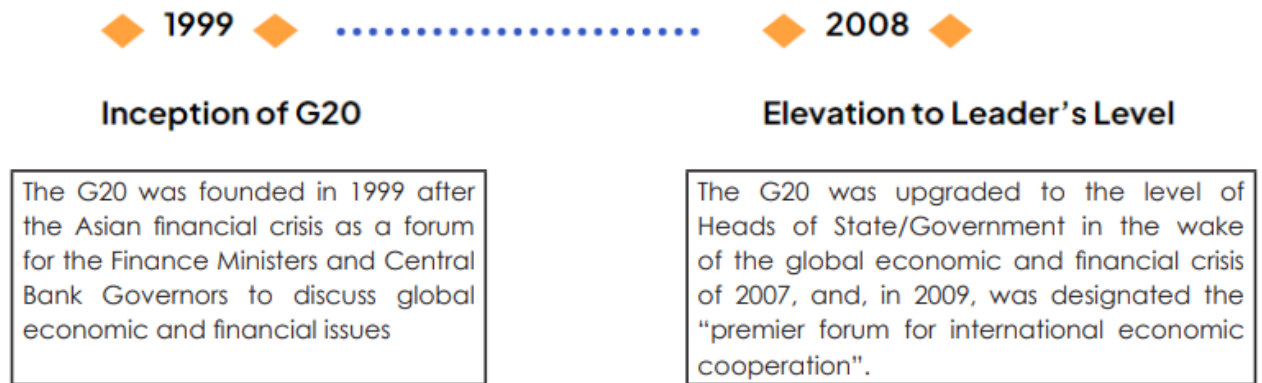 1999
2008
Inception of G20
Elevation to Leader's Level
The G20 was founded in 1999 after
the Asian financial crisis as a forum
for the Finance Ministers and Central
Bank Governors to discuss global
economic and financial issues
The G20 was upgraded to the level of
Heads of State/Government in the wake
of the global economic and financial crisis
of 2007, and, in 2009, was designated the
“premier forum for international economic
cooperation”.